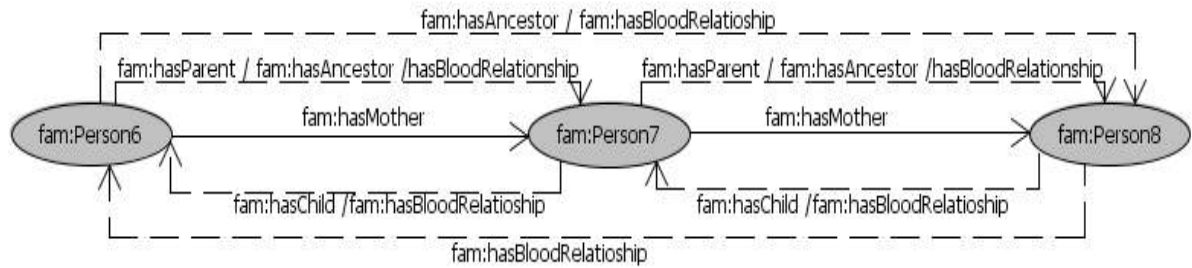 fam:hasAncestor / fam:hasBloodRelatioship
fam:hasParent / fam:hasAncestor /hasBloodRelationship
fam:hasParent / fam:hasAncestor /hasBloodRelationship
fam:Person6
fam:hasMother
fam:Person7
fam:hasMother
fam:Person8
fam:hasChild /fam:hasBloodRelatioship
fam:hasChild /fam:hasBloodRelatioship
fam:hasBloodRelatioship